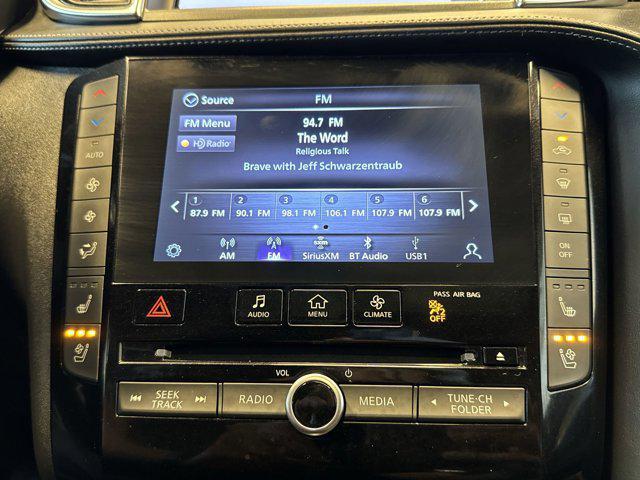 Source FM
FM Menu 94.7 FM
HD Radio The Word
Religious Talk
Brave with Jeff Schwarzentraub
1 2 3 4 5 6
87.9 FM 90.1 FM 98.1 FM 106.1 FM 107.9 FM 107.9 FM
AM FM SiriusXM BT Audio USB1
AUTO
ON
OFF
PASS AIR BAG
2
OFF
AUDIO MENU CLIMATE
VOL
SEEK
TRACK
RADIO
MEDIA
TUNE·CH
FOLDER